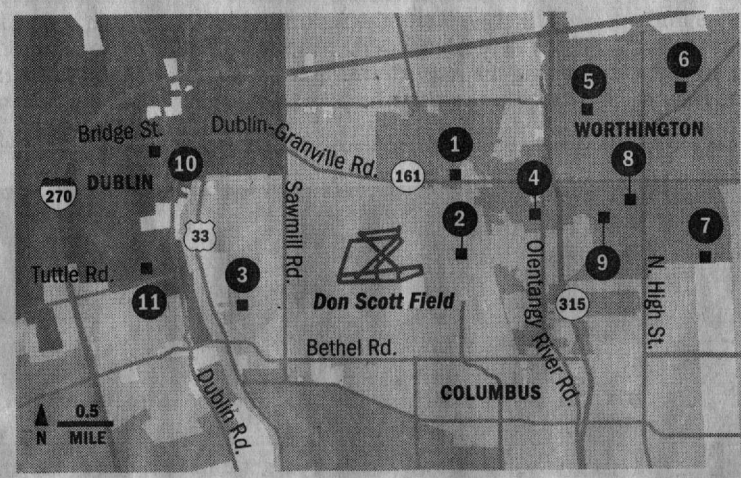 6
5
Bridge St.
Dublin-Granville Rd.
WORTHINGTON
1
10
161
8
270
DUBLIN
4
Sawmill Rd.
33
2
7
Tuttle Rd.
3
Don Scott Field
Olentangy River Rd.
9
N. High St.
11
315
Bethel Rd.
COLUMBUS
Dublin Rd.
0.5
N MILE